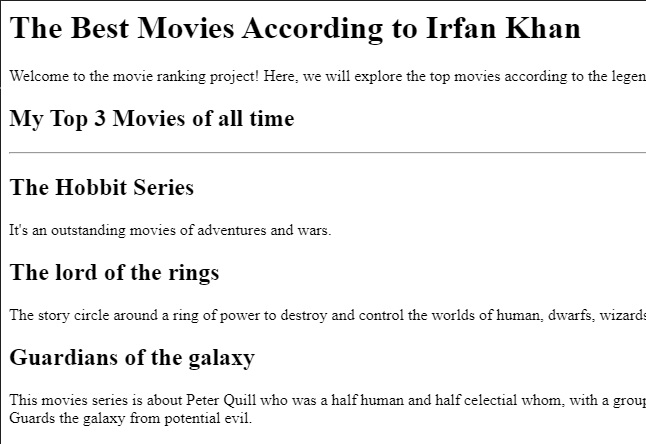 The Best Movies According to Irfan Khan
Welcome to the movie ranking project! Here, we will explore the top movies according to the legen
My Top 3 Movies of all time
The Hobbit Series
It's an outstanding movies of adventures and wars.
The lord of the rings
The story circle around a ring of power to destroy and control the worlds of human, dwarfs, wizards
Guardians of the galaxy
This movies series is about Peter Quill who was a half human and half celectial whom, with a group
Guards the galaxy from potential evil.